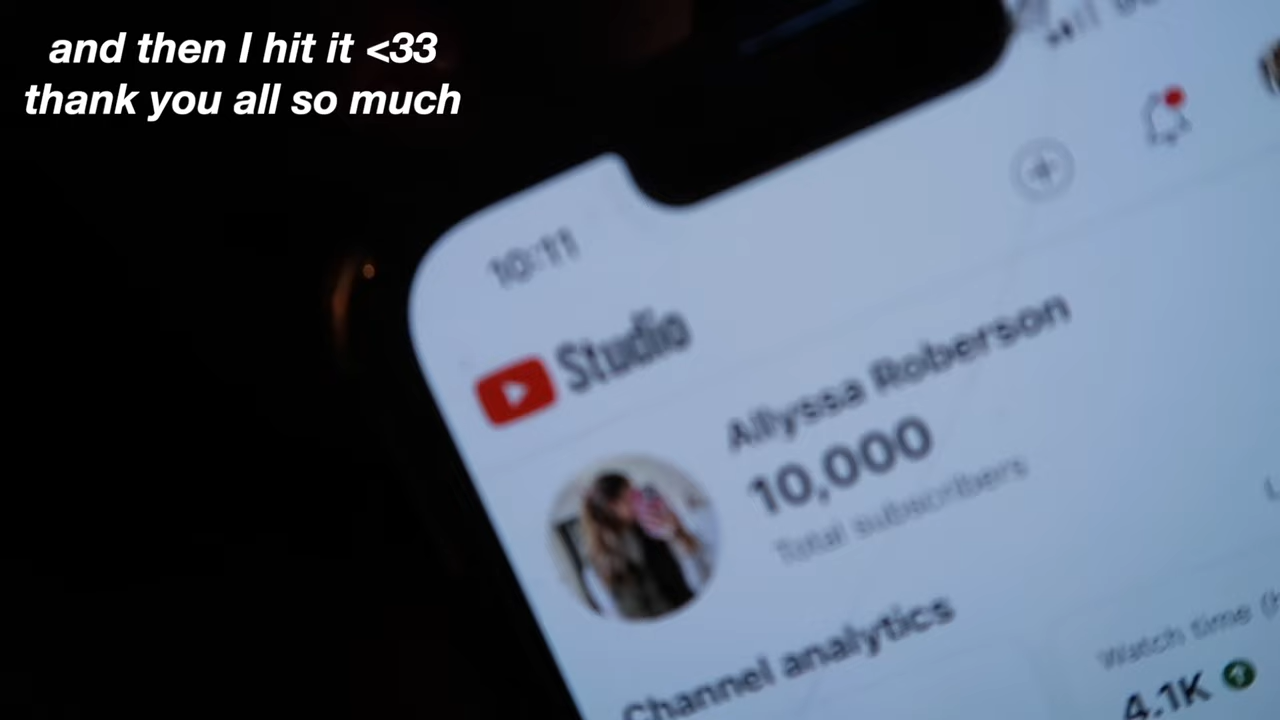 and then I hit it <33
thank you all so much
10:11
Studio
Allyssa Roberson
10,000
Total subscribers
Channel analytics
Watch time
4.1K